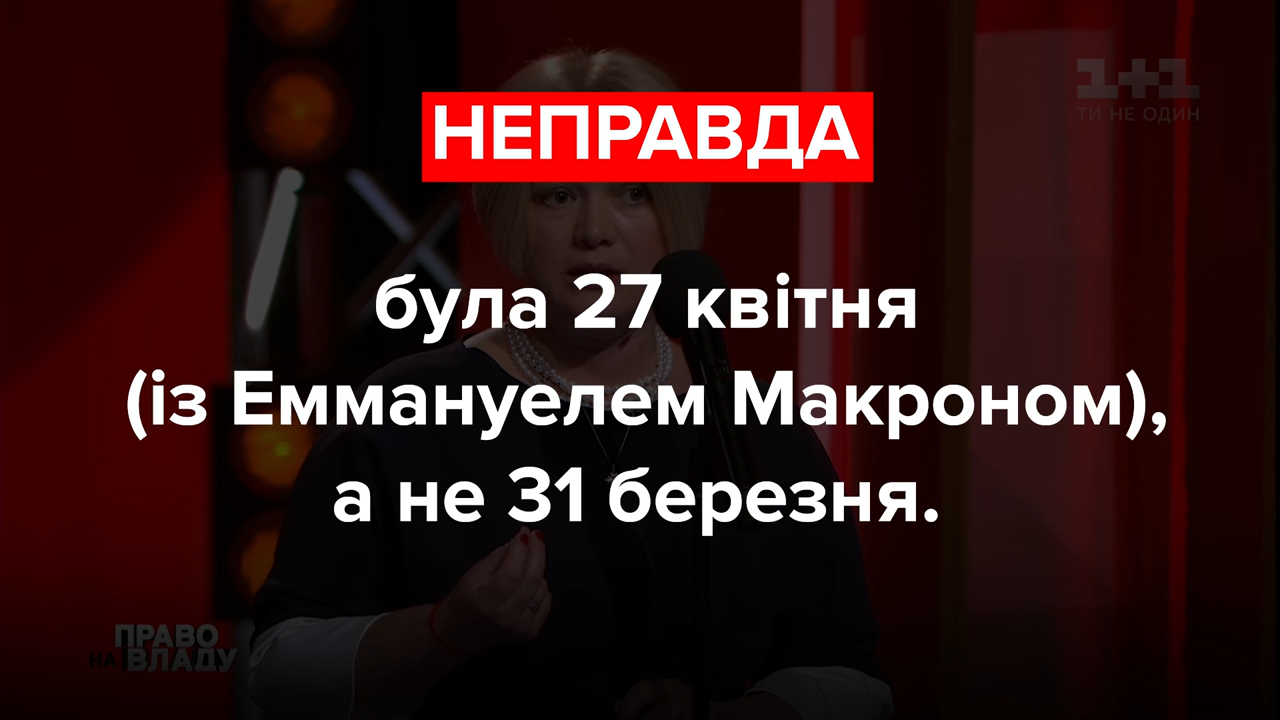 НЕПРАВДА
1+1
ТИ НЕ ОДИН
була 27 квітня
(із Еммануелем Макроном),
а не 31 березня.
ПРАВО
НА ВЛАДУ